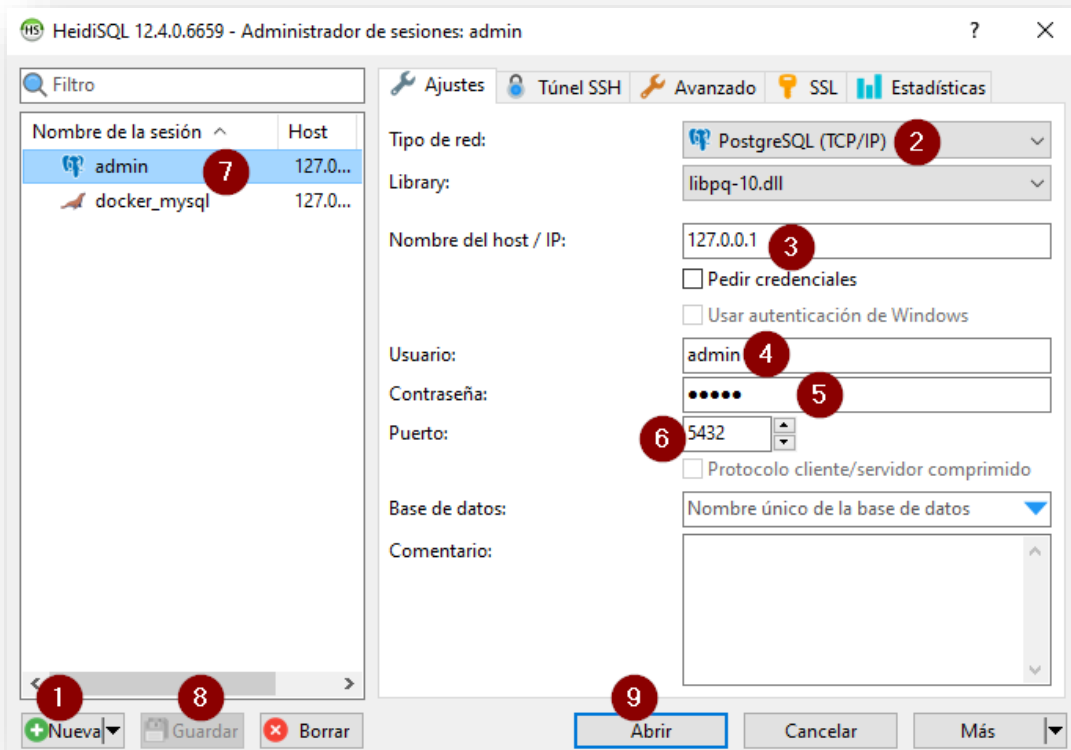 HS HeidiSQL 12.4.0.6659 - Administrador de sesiones: admin ? ×
Filtro
Nombre de la sesión Host
admin 7 127.0...
docker_mysql 127.0...
1 Nueva
8 Guardar
Borrar
Ajustes Túnel SSH Avanzado SSL Estadísticas
Tipo de red: PostgreSQL (TCP/IP) 2
Library: libpq-10.dll
Nombre del host / IP: 127.0.0.1 3
Pedir credenciales
Usar autenticación de Windows
Usuario: admin 4
Contraseña: ●●●●● 5
Puerto: 6 5432
Protocolo cliente/servidor comprimido
Base de datos: Nombre único de la base de datos
Comentario:
9
Abrir Cancelar Más